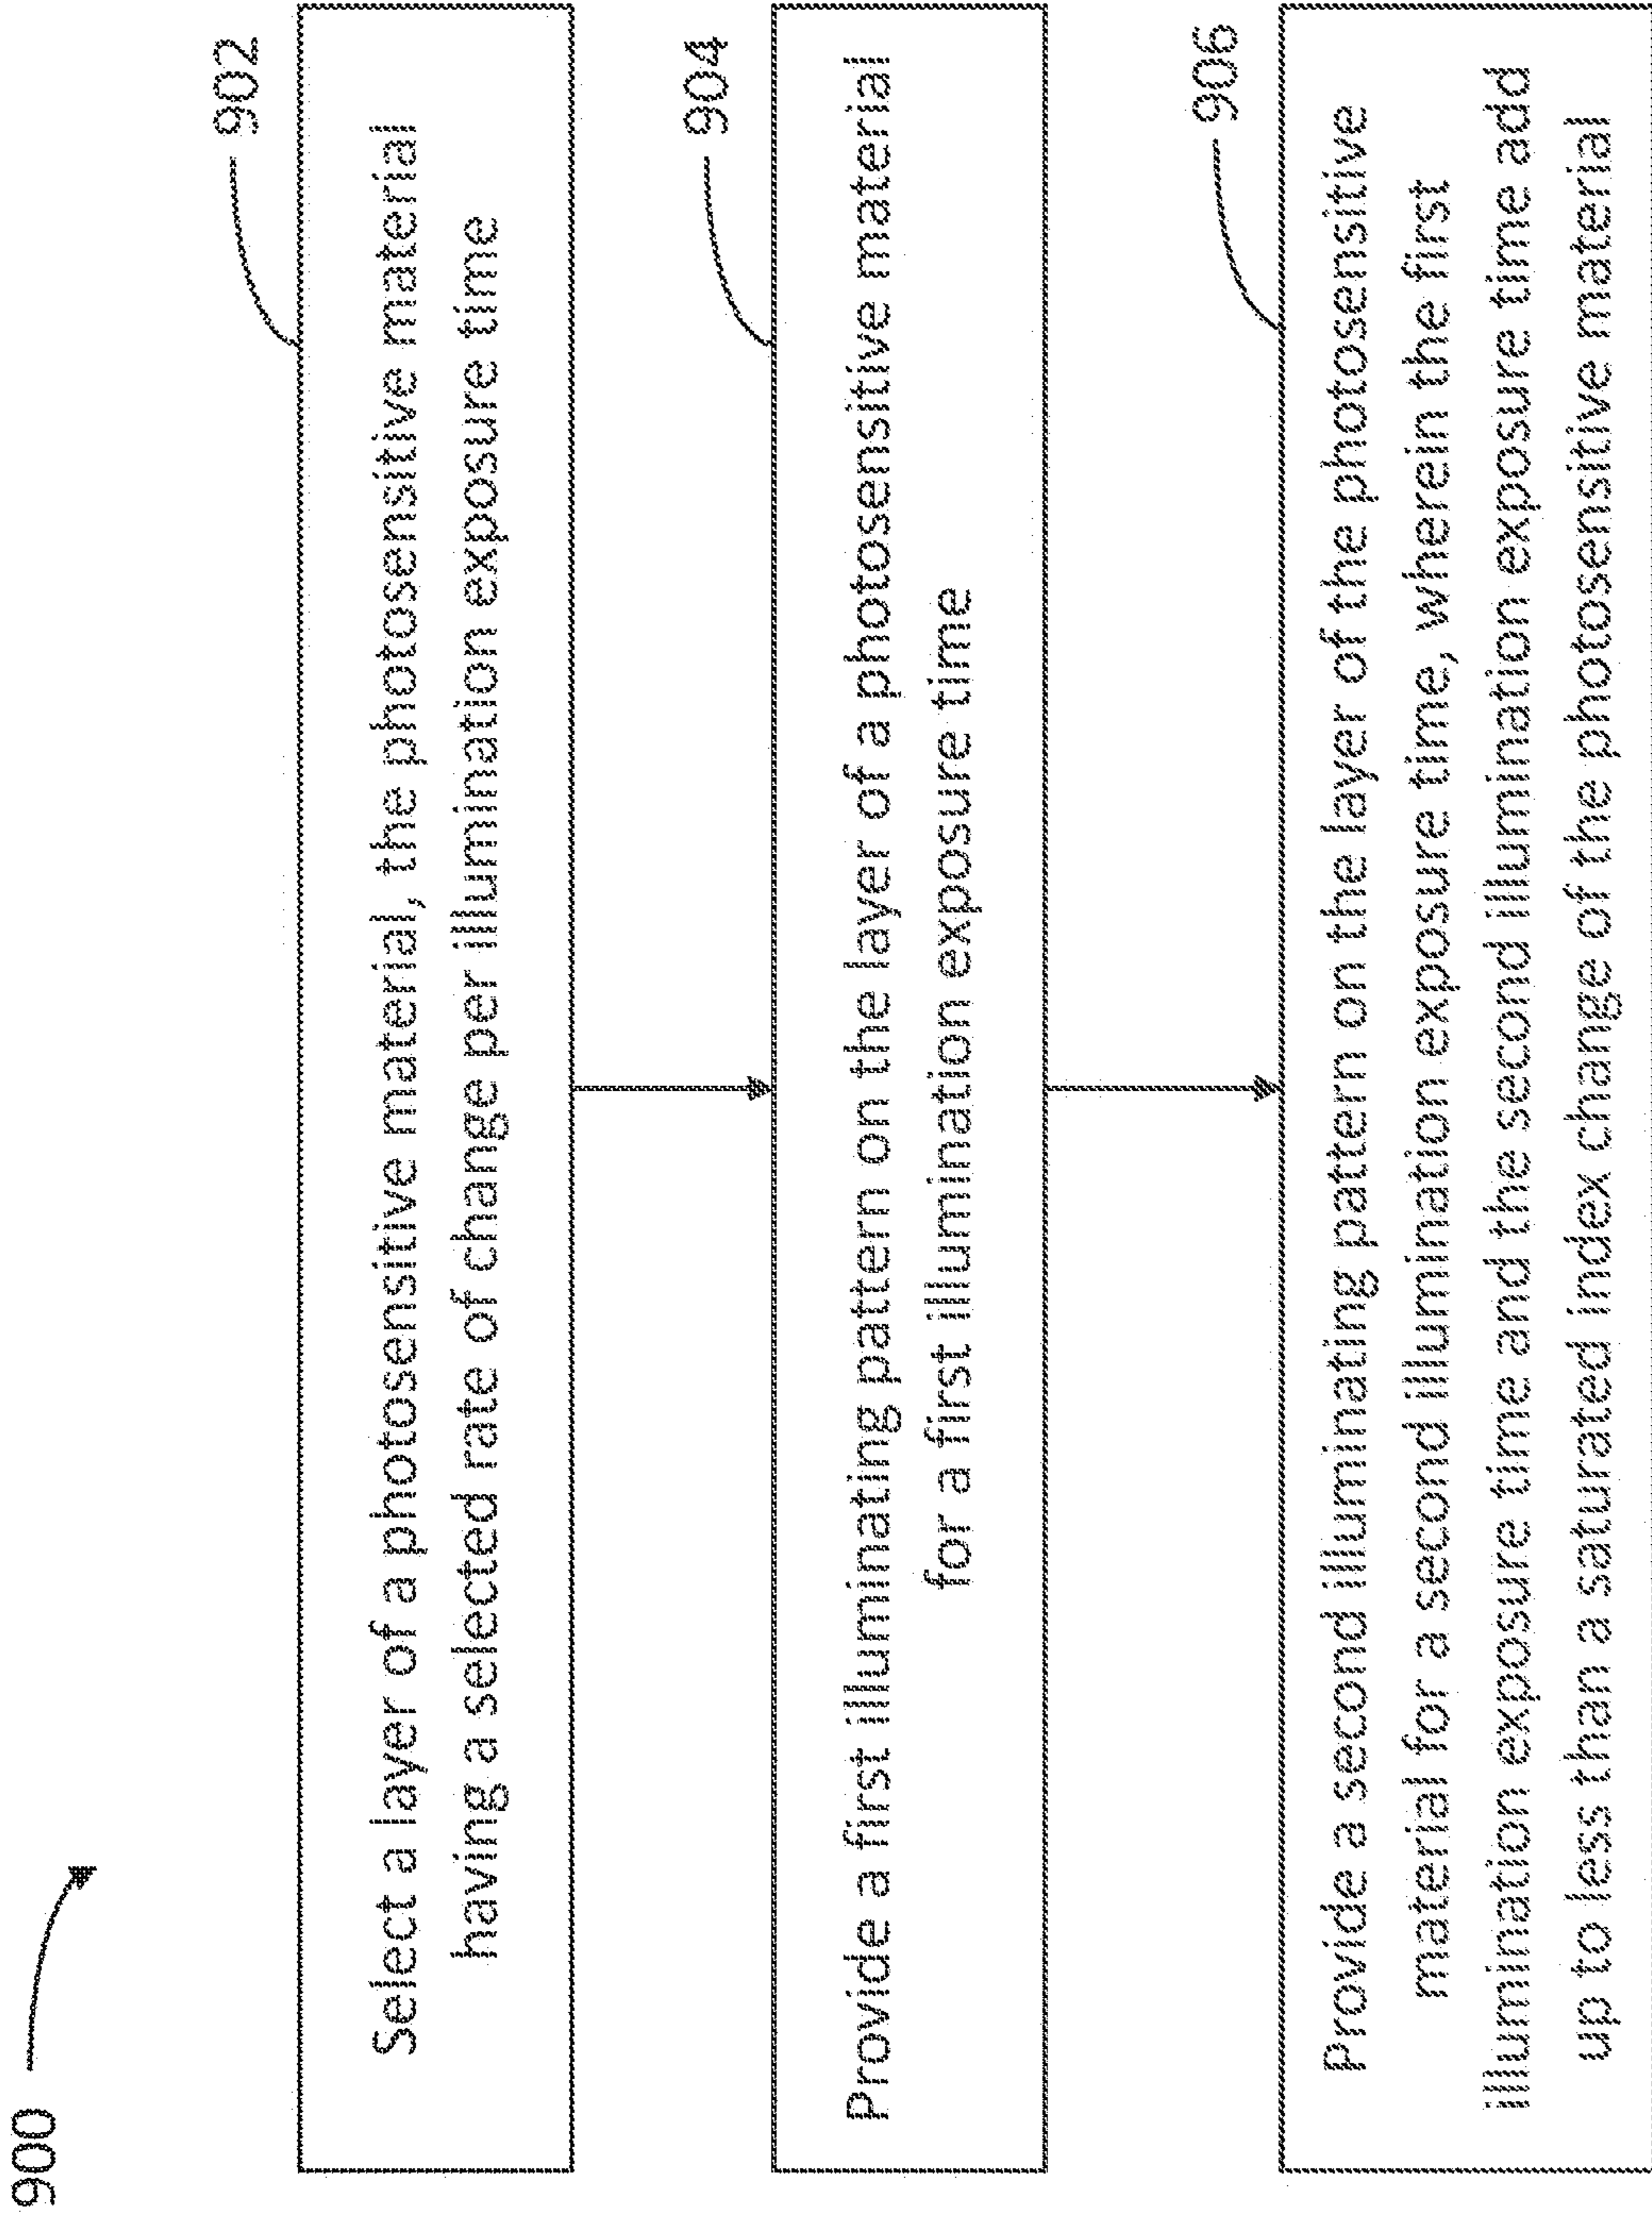 900
902
Select a layer of a photosensitive material, the photosensitive material
having a selected rate of change per illumination exposure time
904
Provide a first illuminating pattern on the layer of a photosensitive material
for a first illumination exposure time
906
Provide a second illuminating pattern on the layer of the photosensitive
material for a second illumination exposure time, wherein the first
illumination exposure time and the second illumination exposure time add
up to less than a saturated index change of the photosensitive material